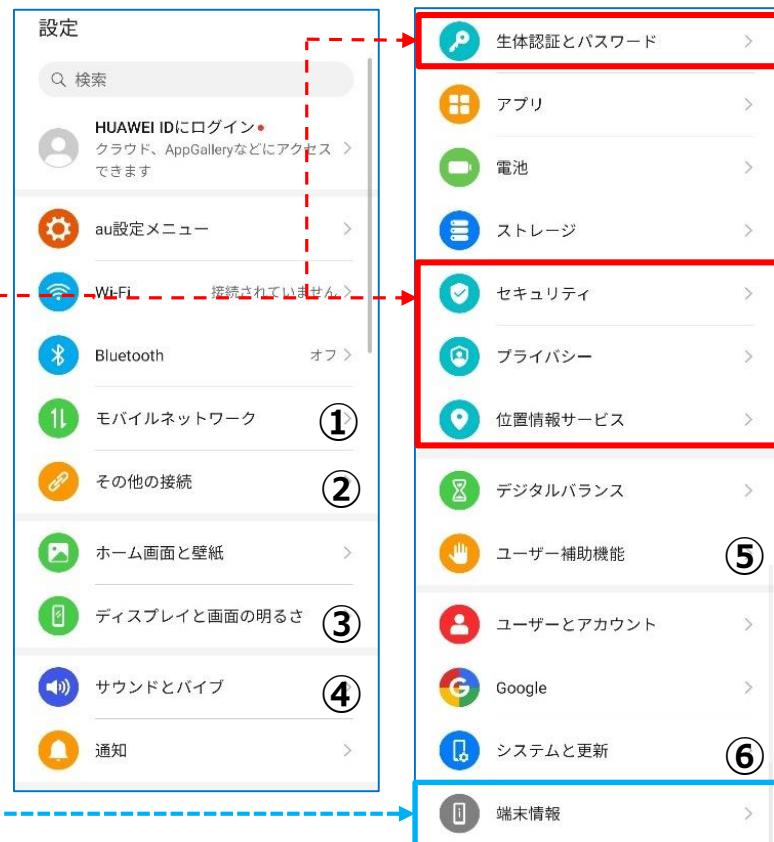 設定
検索
HUAWEI IDにログイン
クラウド、AppGalleryなどにアクセス
できます
au設定メニュー
Wi-Fi 接続されていません
Bluetooth オフ
モバイルネットワーク ①
その他の接続 ②
ホーム画面と壁紙
ディスプレイと画面の明るさ ③
サウンドとバイブ ④
通知
生体認証とパスワード
アプリ
電池
ストレージ
セキュリティ
プライバシー
位置情報サービス
デジタルバランス
ユーザー補助機能 ⑤
ユーザーとアカウント
Google
システムと更新 ⑥
端末情報